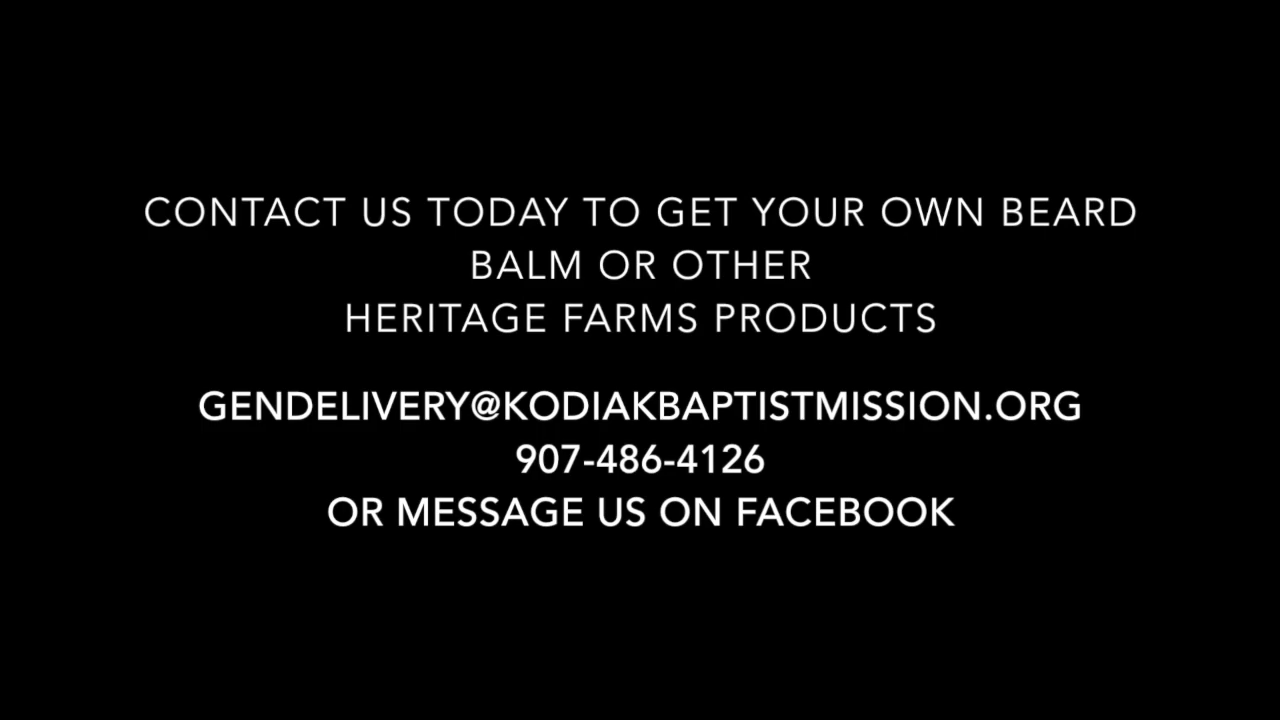 CONTACT US TODAY TO GET YOUR OWN BEARD
BALM OR OTHER
HERITAGE FARMS PRODUCTS
GENDELIVERY@KODIAKBAPTISTMISSION.ORG
907-486-4126
OR MESSAGE US ON FACEBOOK